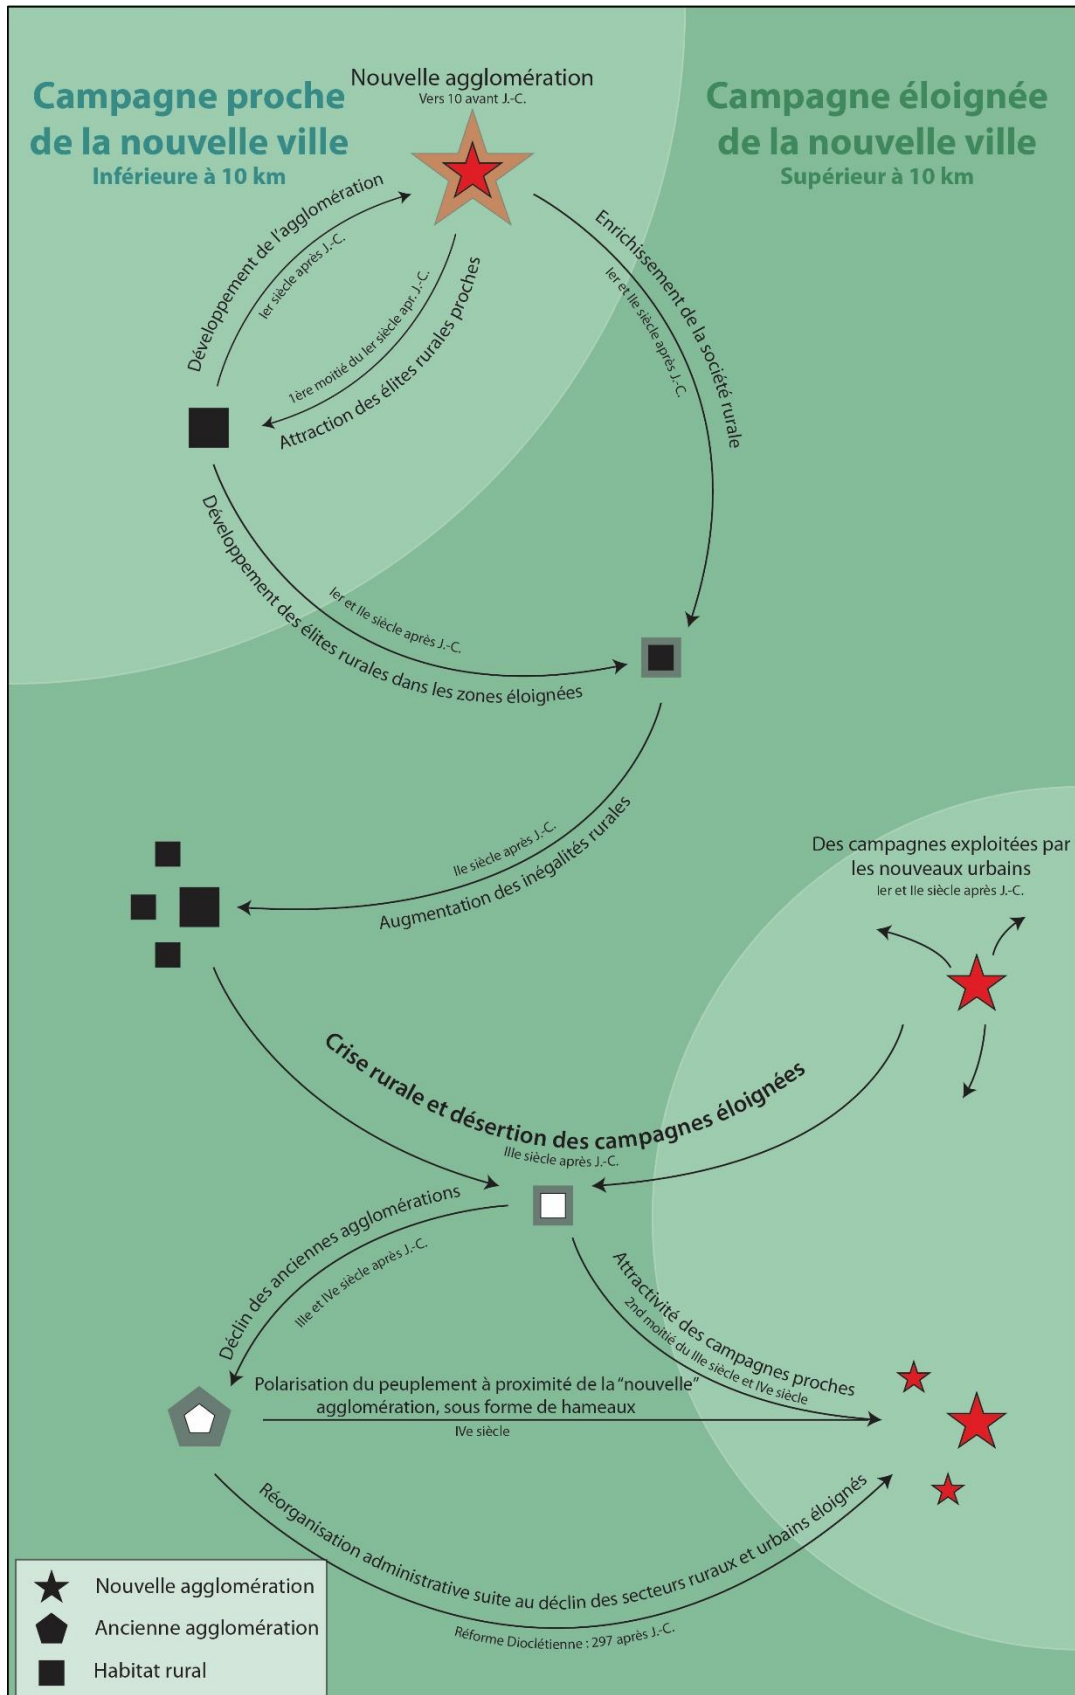 Campagne proche
de la nouvelle ville
Inférieure à 10 km
Nouvelle agglomération
Vers 10 avant J.-C.
Campagne éloignée
de la nouvelle ville
Supérieur à 10 km
Développement de l'agglomération
Ier siècle après J.-C.
1ère moitié du Ier siècle apr. J.-C.
Attraction des élites rurales proches
Enrichissement de la société rurale
Ier et IIe siècle après J.-C.
Développement des élites rurales dans les zones éloignées
Ier et IIe siècle après J.-C.
IIe siècle après J.-C.
Augmentation des inégalités rurales
Des campagnes exploitées par
les nouveaux urbains
Ier et IIe siècle après J.-C.
Crise rurale et désertion des campagnes éloignées
IIIe siècle après J.-C.
Déclin des anciennes agglomérations
IIIe et IVe siècle après J.-C.
Attractivité des campagnes proches
2nd moitié du IIIe siècle et IVe siècle
Polarisation du peuplement à proximité de la "nouvelle"
agglomération, sous forme de hameaux
IVe siècle
Réorganisation administrative suite au déclin des secteurs ruraux et urbains éloignés
Réforme Dioclétienne : 297 après J.-C.
Nouvelle agglomération
Ancienne agglomération
Habitat rural